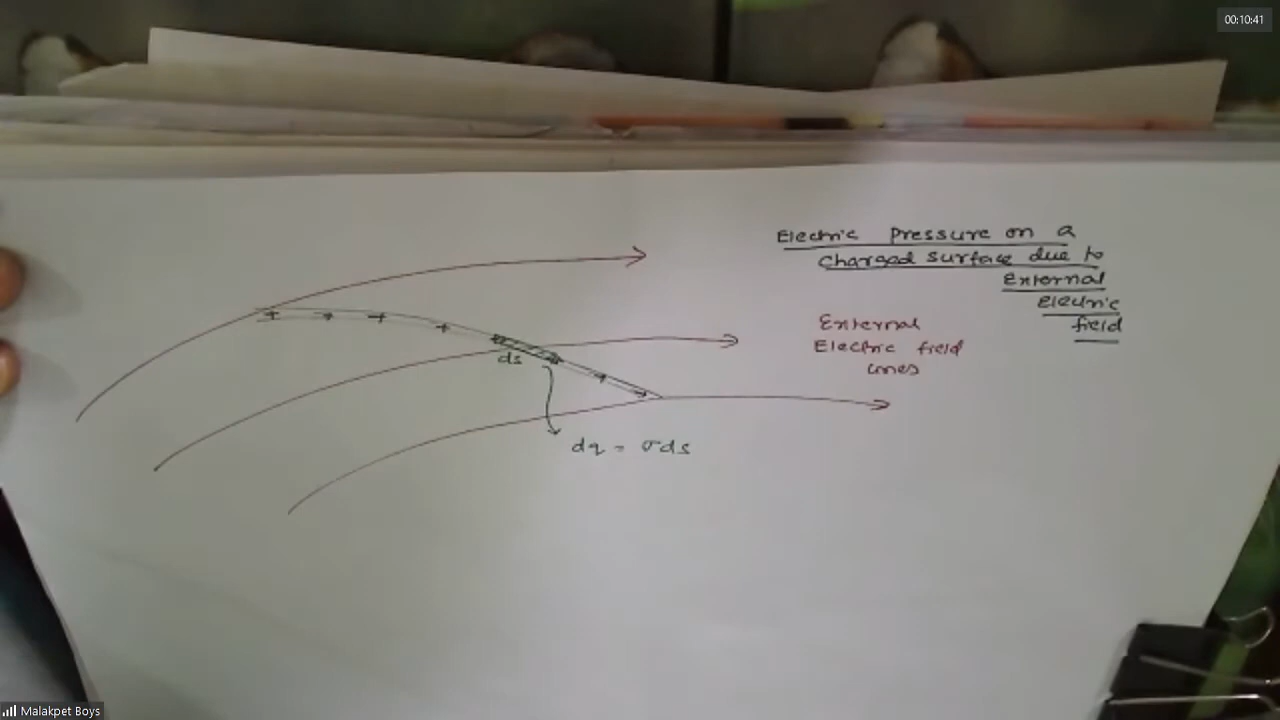 00:10:41
Electric Pressure on a
Charged surface due to
External
Electric
field
External
Electric field
lines
ds
dq = σds
Malakpet Boys